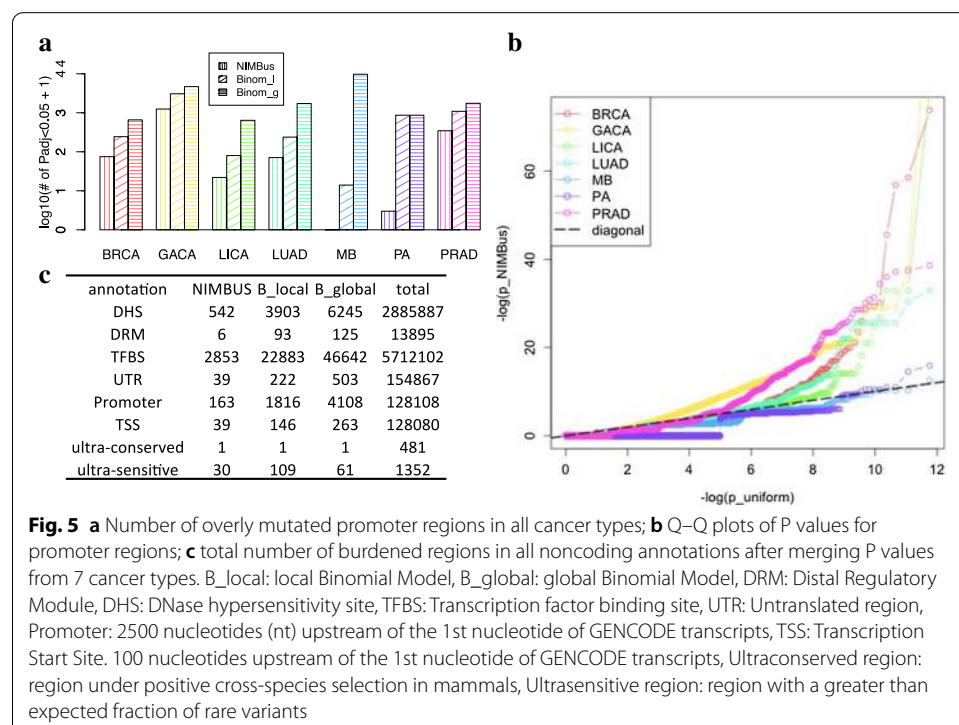 a
log10(# of Padj<0.05 + 1)
4 4
3
2
1
0
NIMBus
Binom_l
Binom_g
BRCA GACA LICA LUAD MB PA PRAD
b
BRCA
GACA
LICA
LUAD
MB
PA
PRAD
diagonal
-log(p_NIMBus)
60
40
20
0
0 2 4 6 8 10 12
-log(p_uniform)
c
annotation NIMBUS B_local B_global total
DHS 542 3903 6245 2885887
DRM 6 93 125 13895
TFBS 2853 22883 46642 5712102
UTR 39 222 503 154867
Promoter 163 1816 4108 128108
TSS 39 146 263 128080
ultra-conserved 1 1 1 481
ultra-sensitive 30 109 61 1352
Fig. 5 a Number of overly mutated promoter regions in all cancer types; b Q–Q plots of P values for
promoter regions; c total number of burdened regions in all noncoding annotations after merging P values
from 7 cancer types. B_local: local Binomial Model, B_global: global Binomial Model, DRM: Distal Regulatory
Module, DHS: DNase hypersensitivity site, TFBS: Transcription factor binding site, UTR: Untranslated region,
Promoter: 2500 nucleotides (nt) upstream of the 1st nucleotide of GENCODE transcripts, TSS: Transcription
Start Site. 100 nucleotides upstream of the 1st nucleotide of GENCODE transcripts, Ultraconserved region:
region under positive cross-species selection in mammals, Ultrasensitive region: region with a greater than
expected fraction of rare variants